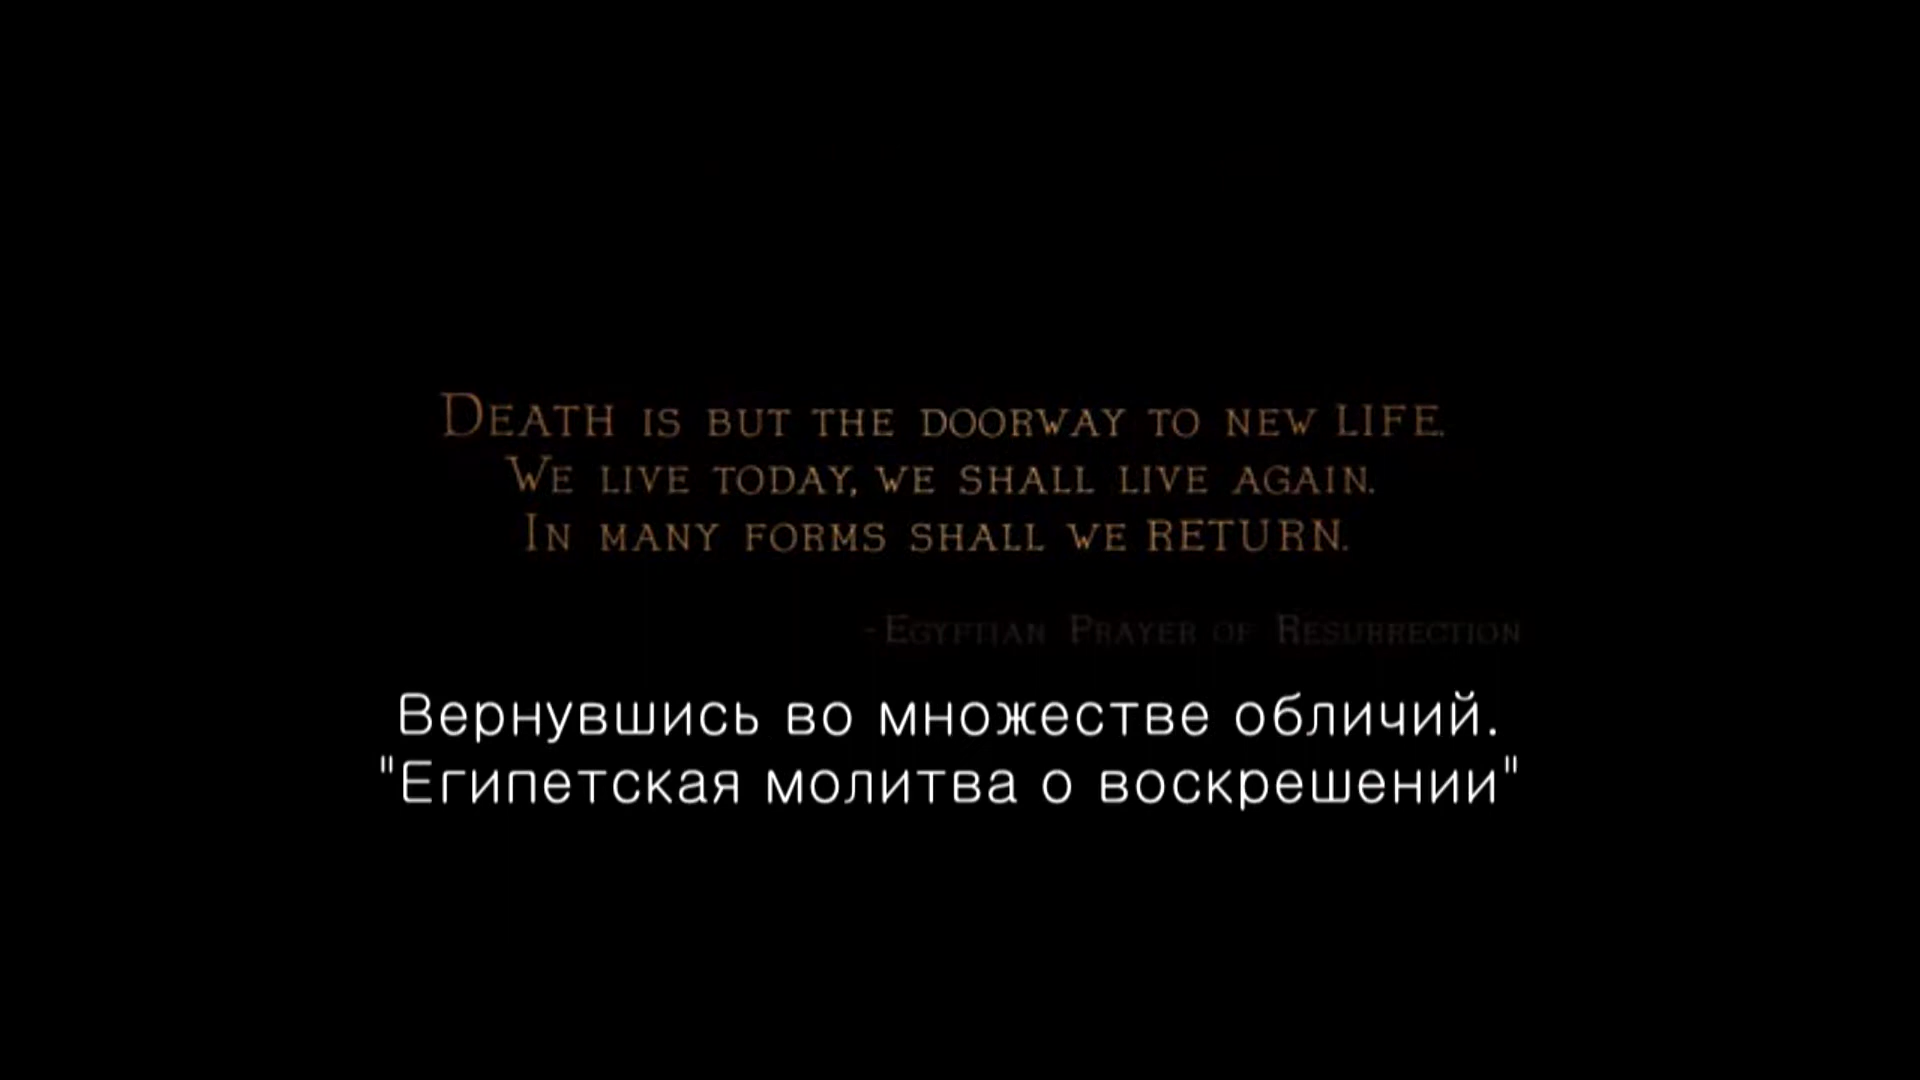 Death is but the doorway to new LIFE.
We live today, we shall live again.
In many forms shall we RETURN.
-Egyptian Prayer of Resurrection
Вернувшись во множестве обличий.
"Египетская молитва о воскрешении"